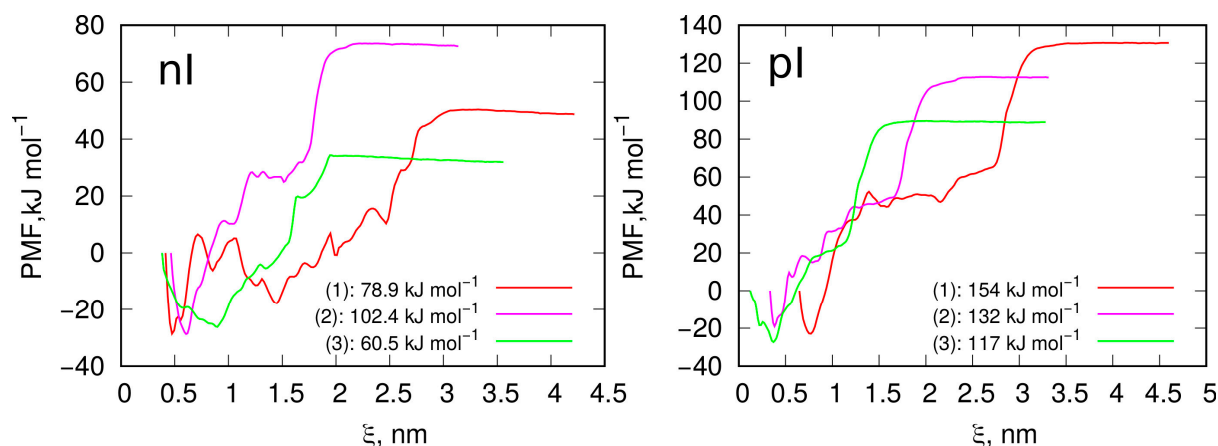 nI
PMF,kJ mol⁻¹
80
60
40
20
0
−20
−40
(1): 78.9 kJ mol⁻¹
(2): 102.4 kJ mol⁻¹
(3): 60.5 kJ mol⁻¹
0 0.5 1 1.5 2 2.5 3 3.5 4 4.5
ξ, nm
pI
PMF,kJ mol⁻¹
140
120
100
80
60
40
20
0
−20
−40
(1): 154 kJ mol⁻¹
(2): 132 kJ mol⁻¹
(3): 117 kJ mol⁻¹
0 0.5 1 1.5 2 2.5 3 3.5 4 4.5 5
ξ, nm